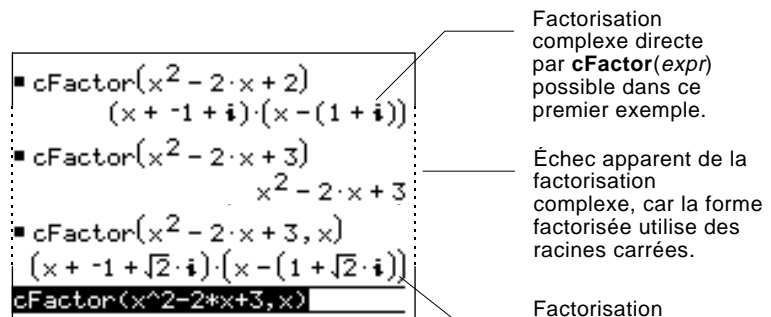 ■ cFactor(x² - 2·x + 2)
(x + ⁻1 + i)·(x - (1 + i))
■ cFactor(x² - 2·x + 3)
x² - 2·x + 3
■ cFactor(x² - 2·x + 3, x)
(x + ⁻1 + √2·i)·(x - (1 + √2·i))
cFactor(x^2-2*x+3,x)
Factorisation
complexe directe
par cFactor(expr)
possible dans ce
premier exemple.
Échec apparent de la
factorisation
complexe, car la forme
factorisée utilise des
racines carrées.
Factorisation